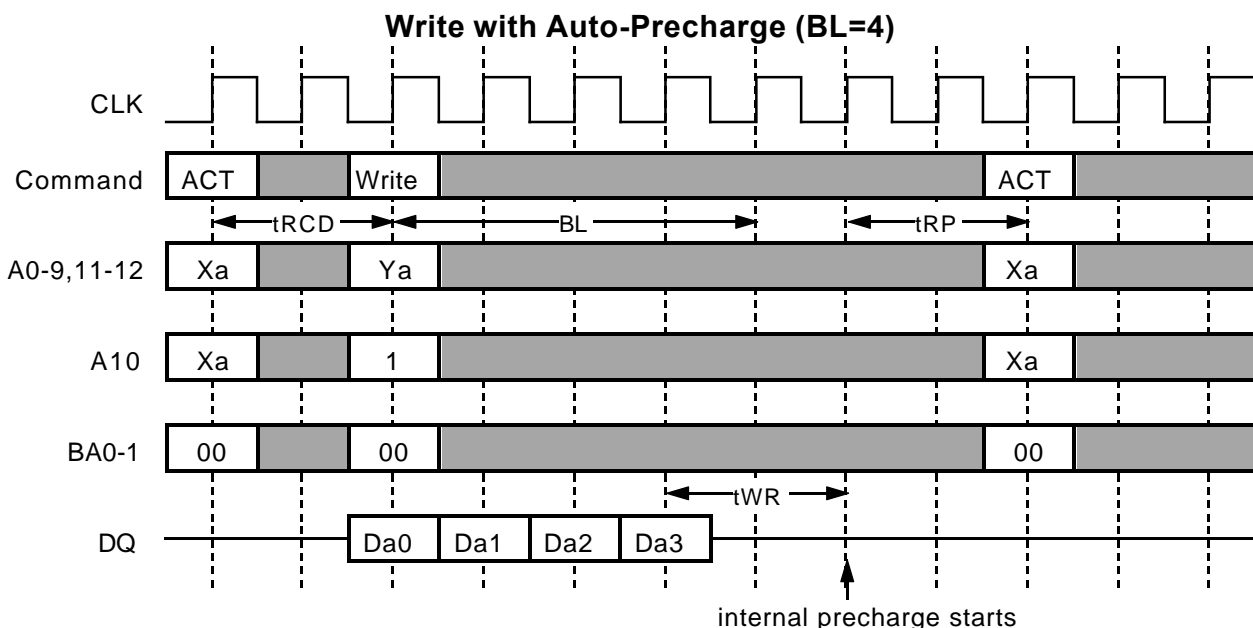 Write with Auto-Precharge (BL=4)
CLK
Command ACT Write ACT
tRCD BL tRP
A0-9,11-12 Xa Ya Xa
A10 Xa 1 Xa
BA0-1 00 00 00
tWR
DQ Da0 Da1 Da2 Da3
internal precharge starts